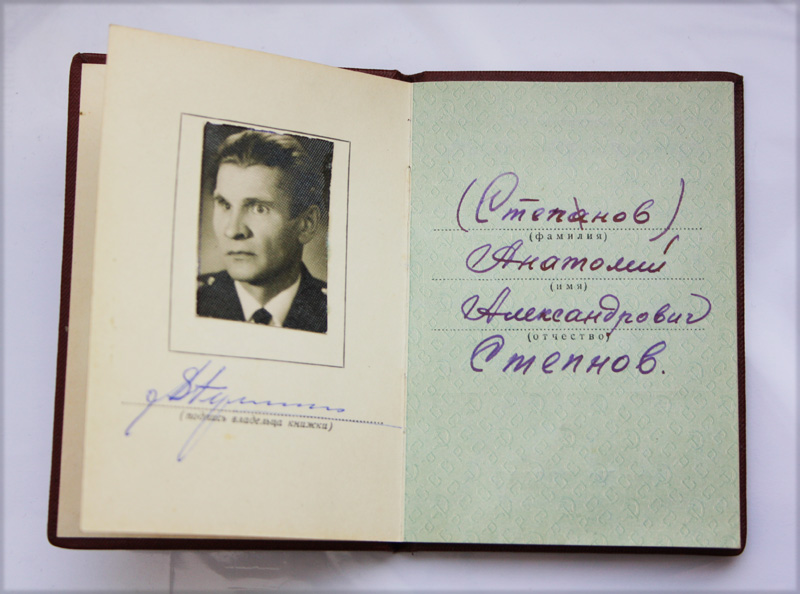 (подпись владельца книжки)
(Степанов)
(фамилия)
Анатолий
(имя)
Александрович
(отчество)
Степнов.